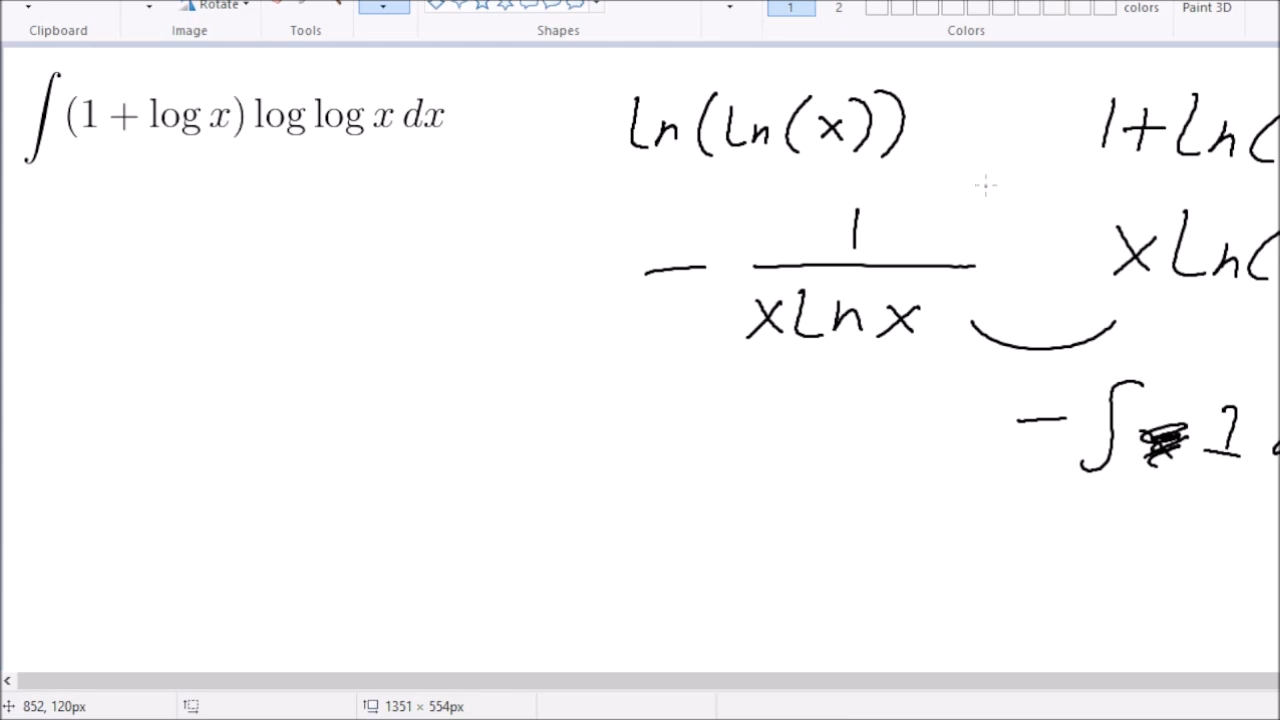 Rotate
1 2 colors Paint 3D
Clipboard Image Tools Shapes Colors
∫ (1 + log x) log log x dx
ln(ln(x)) 1+ln(
- 1
xlnx
xln(
- ∫ 1
852, 120px 1351 × 554px